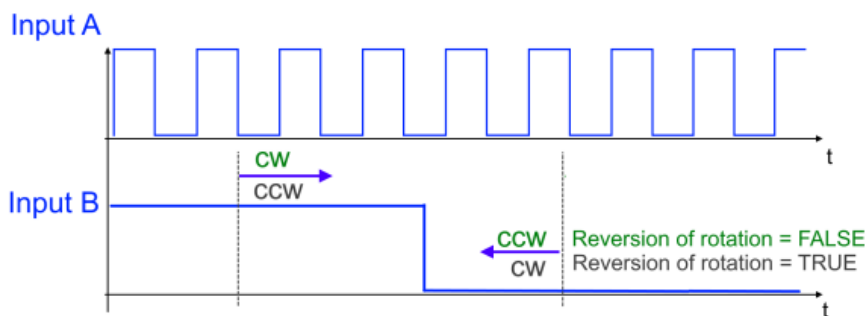 Input A
t
CW
CCW
Input B
CCW Reversion of rotation = FALSE
CW Reversion of rotation = TRUE
t